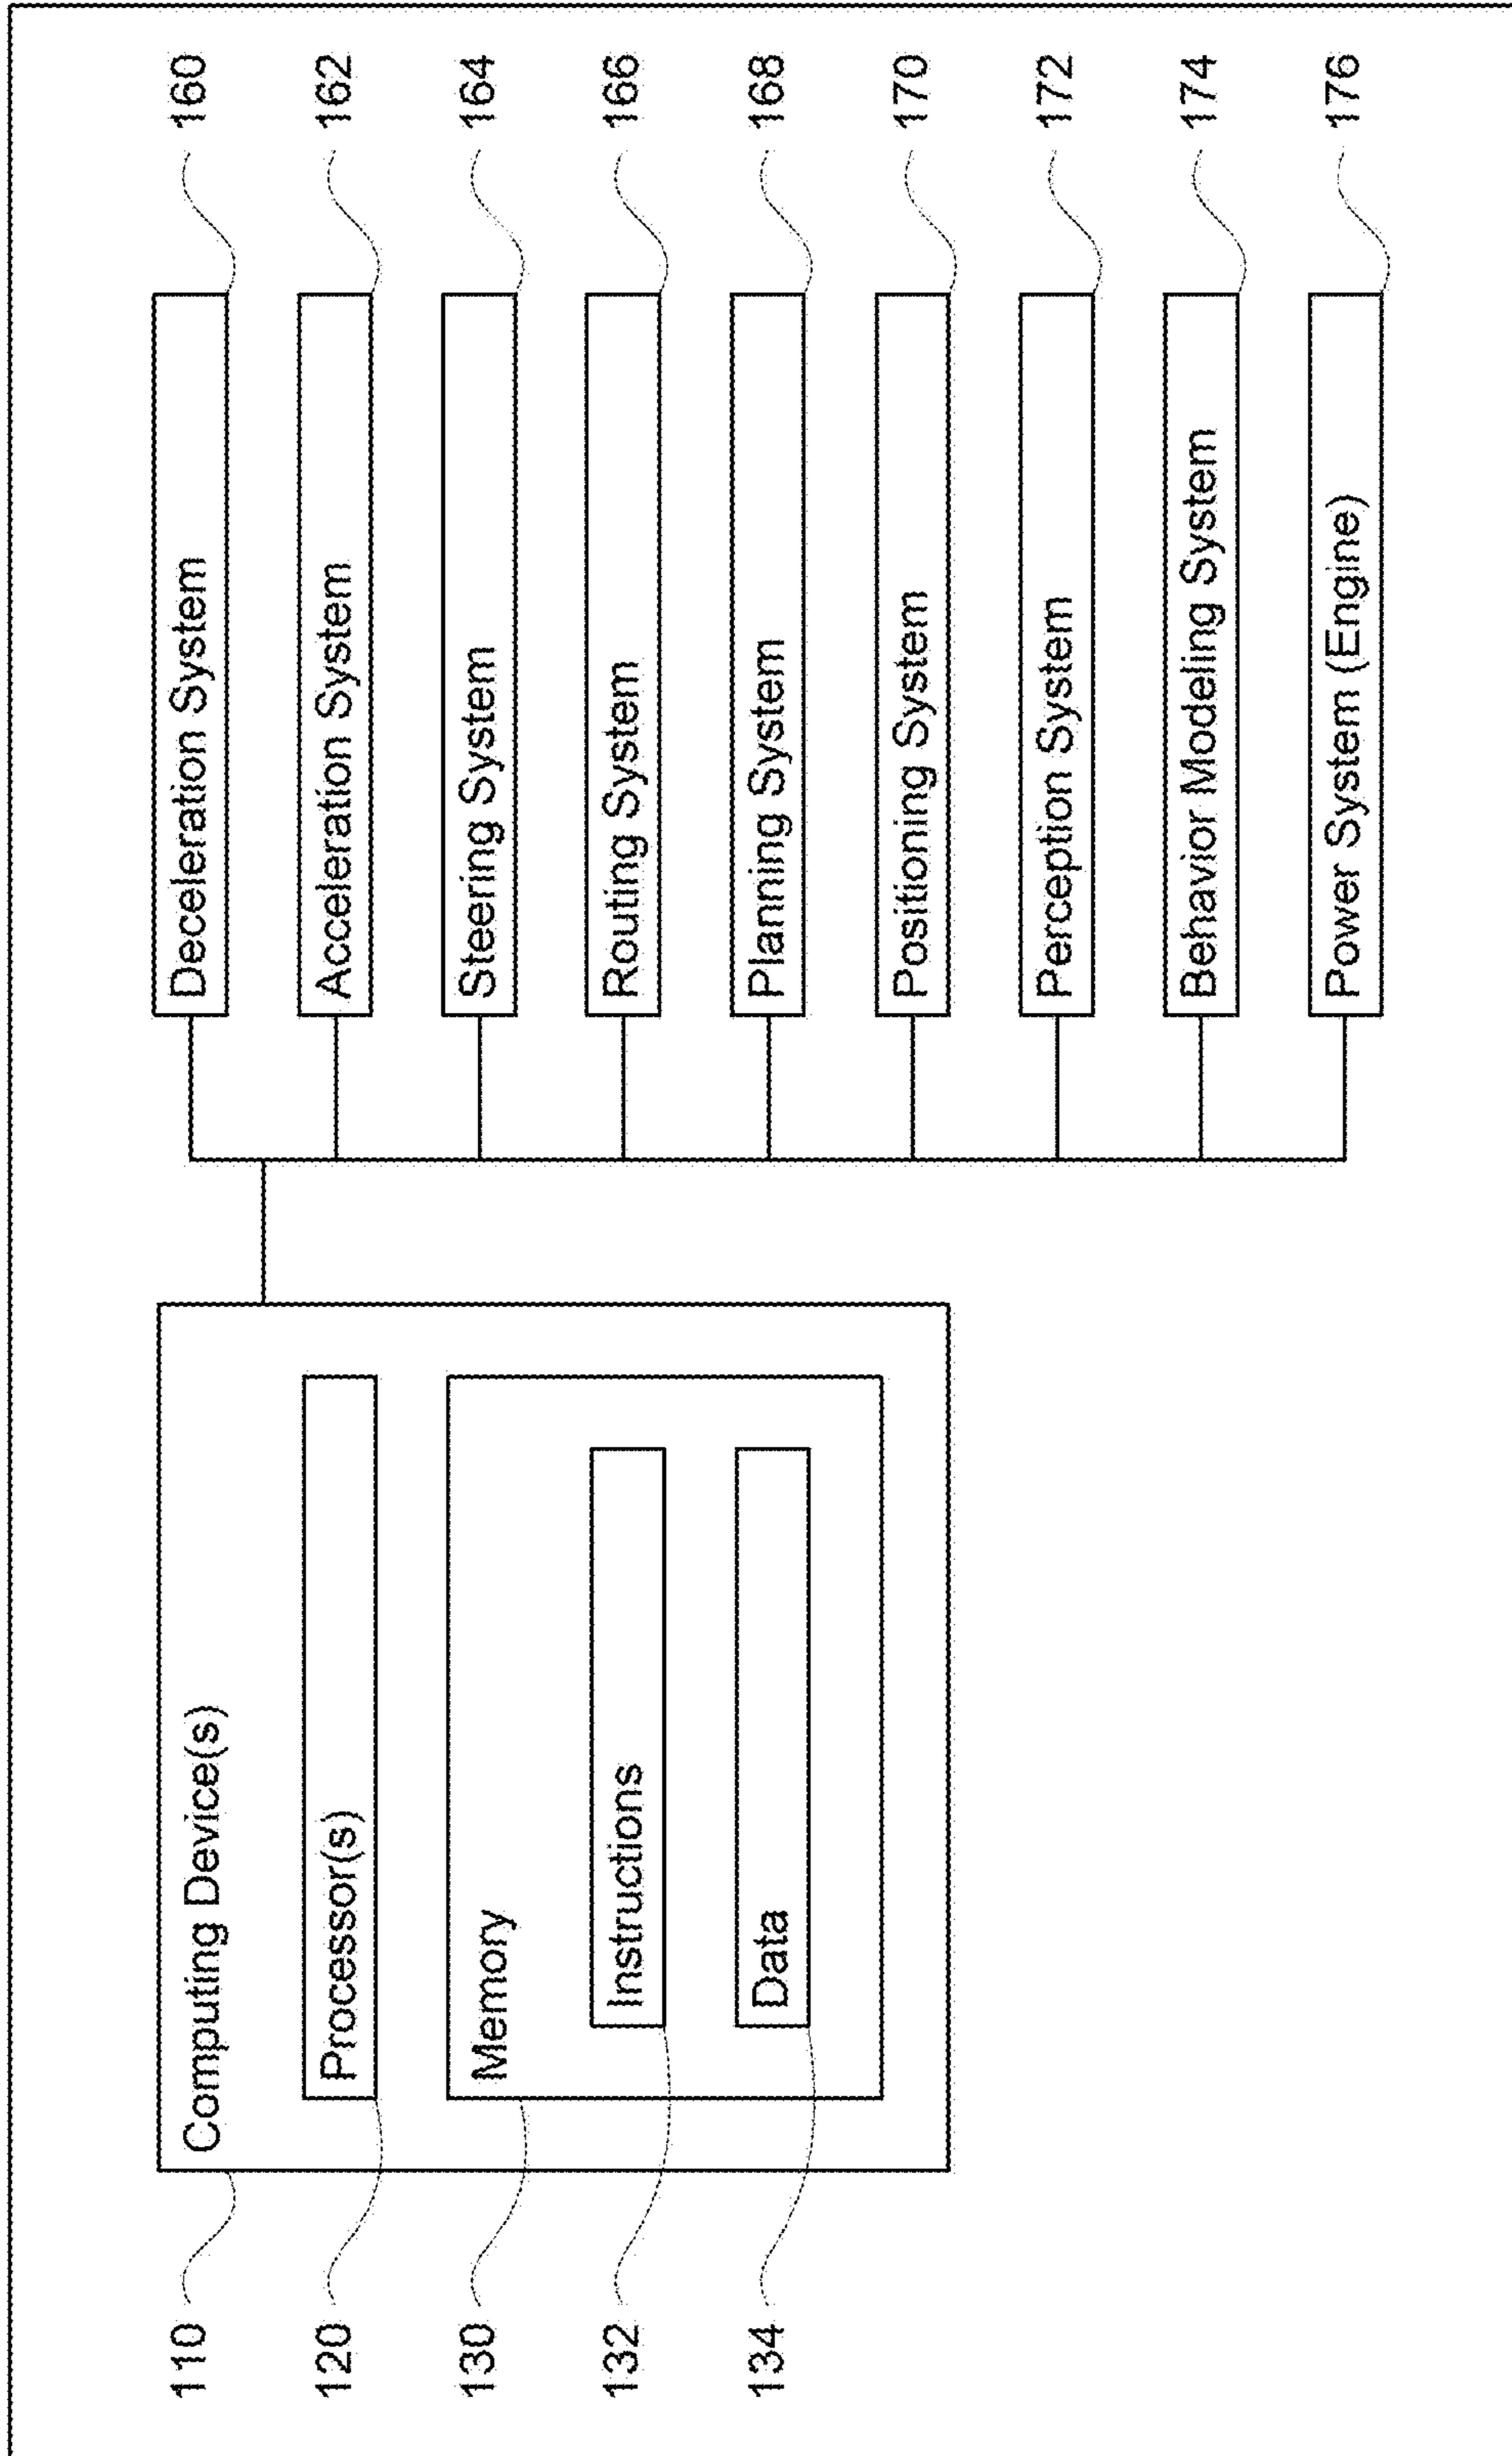 110
Computing Device(s)
120
Processor(s)
130
Memory
132
Instructions
134
Data
Deceleration System
160
Acceleration System
162
Steering System
164
Routing System
166
Planning System
168
Positioning System
170
Perception System
172
Behavior Modeling System
174
Power System (Engine)
176